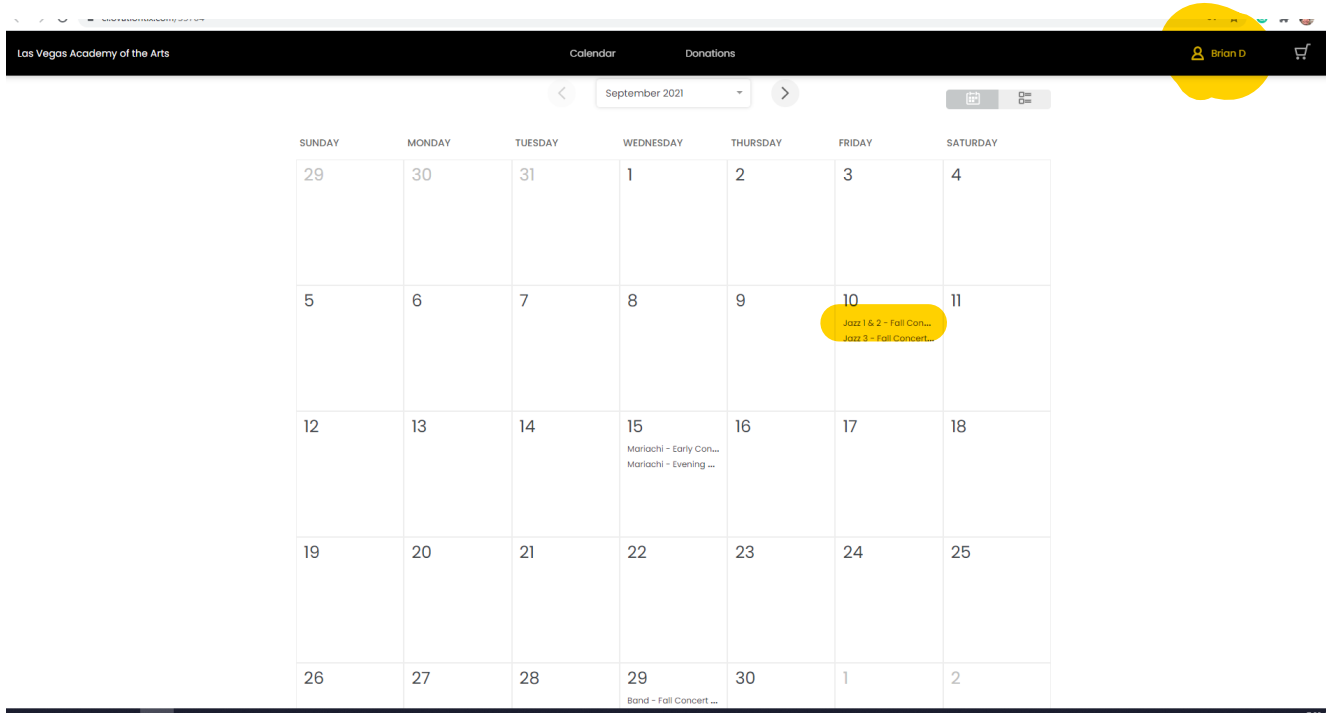 Las Vegas Academy of the Arts Calendar Donations Brian D
September 2021
SUNDAY MONDAY TUESDAY WEDNESDAY THURSDAY FRIDAY SATURDAY
29 30 31 1 2 3 4
5 6 7 8 9 10 11
Jazz 1 & 2 - Fall Con...
Jazz 3 - Fall Concert...
12 13 14 15 16 17 18
Mariachi - Early Con...
Mariachi - Evening ...
19 20 21 22 23 24 25
26 27 28 29 30 1 2
Band - Fall Concert ...